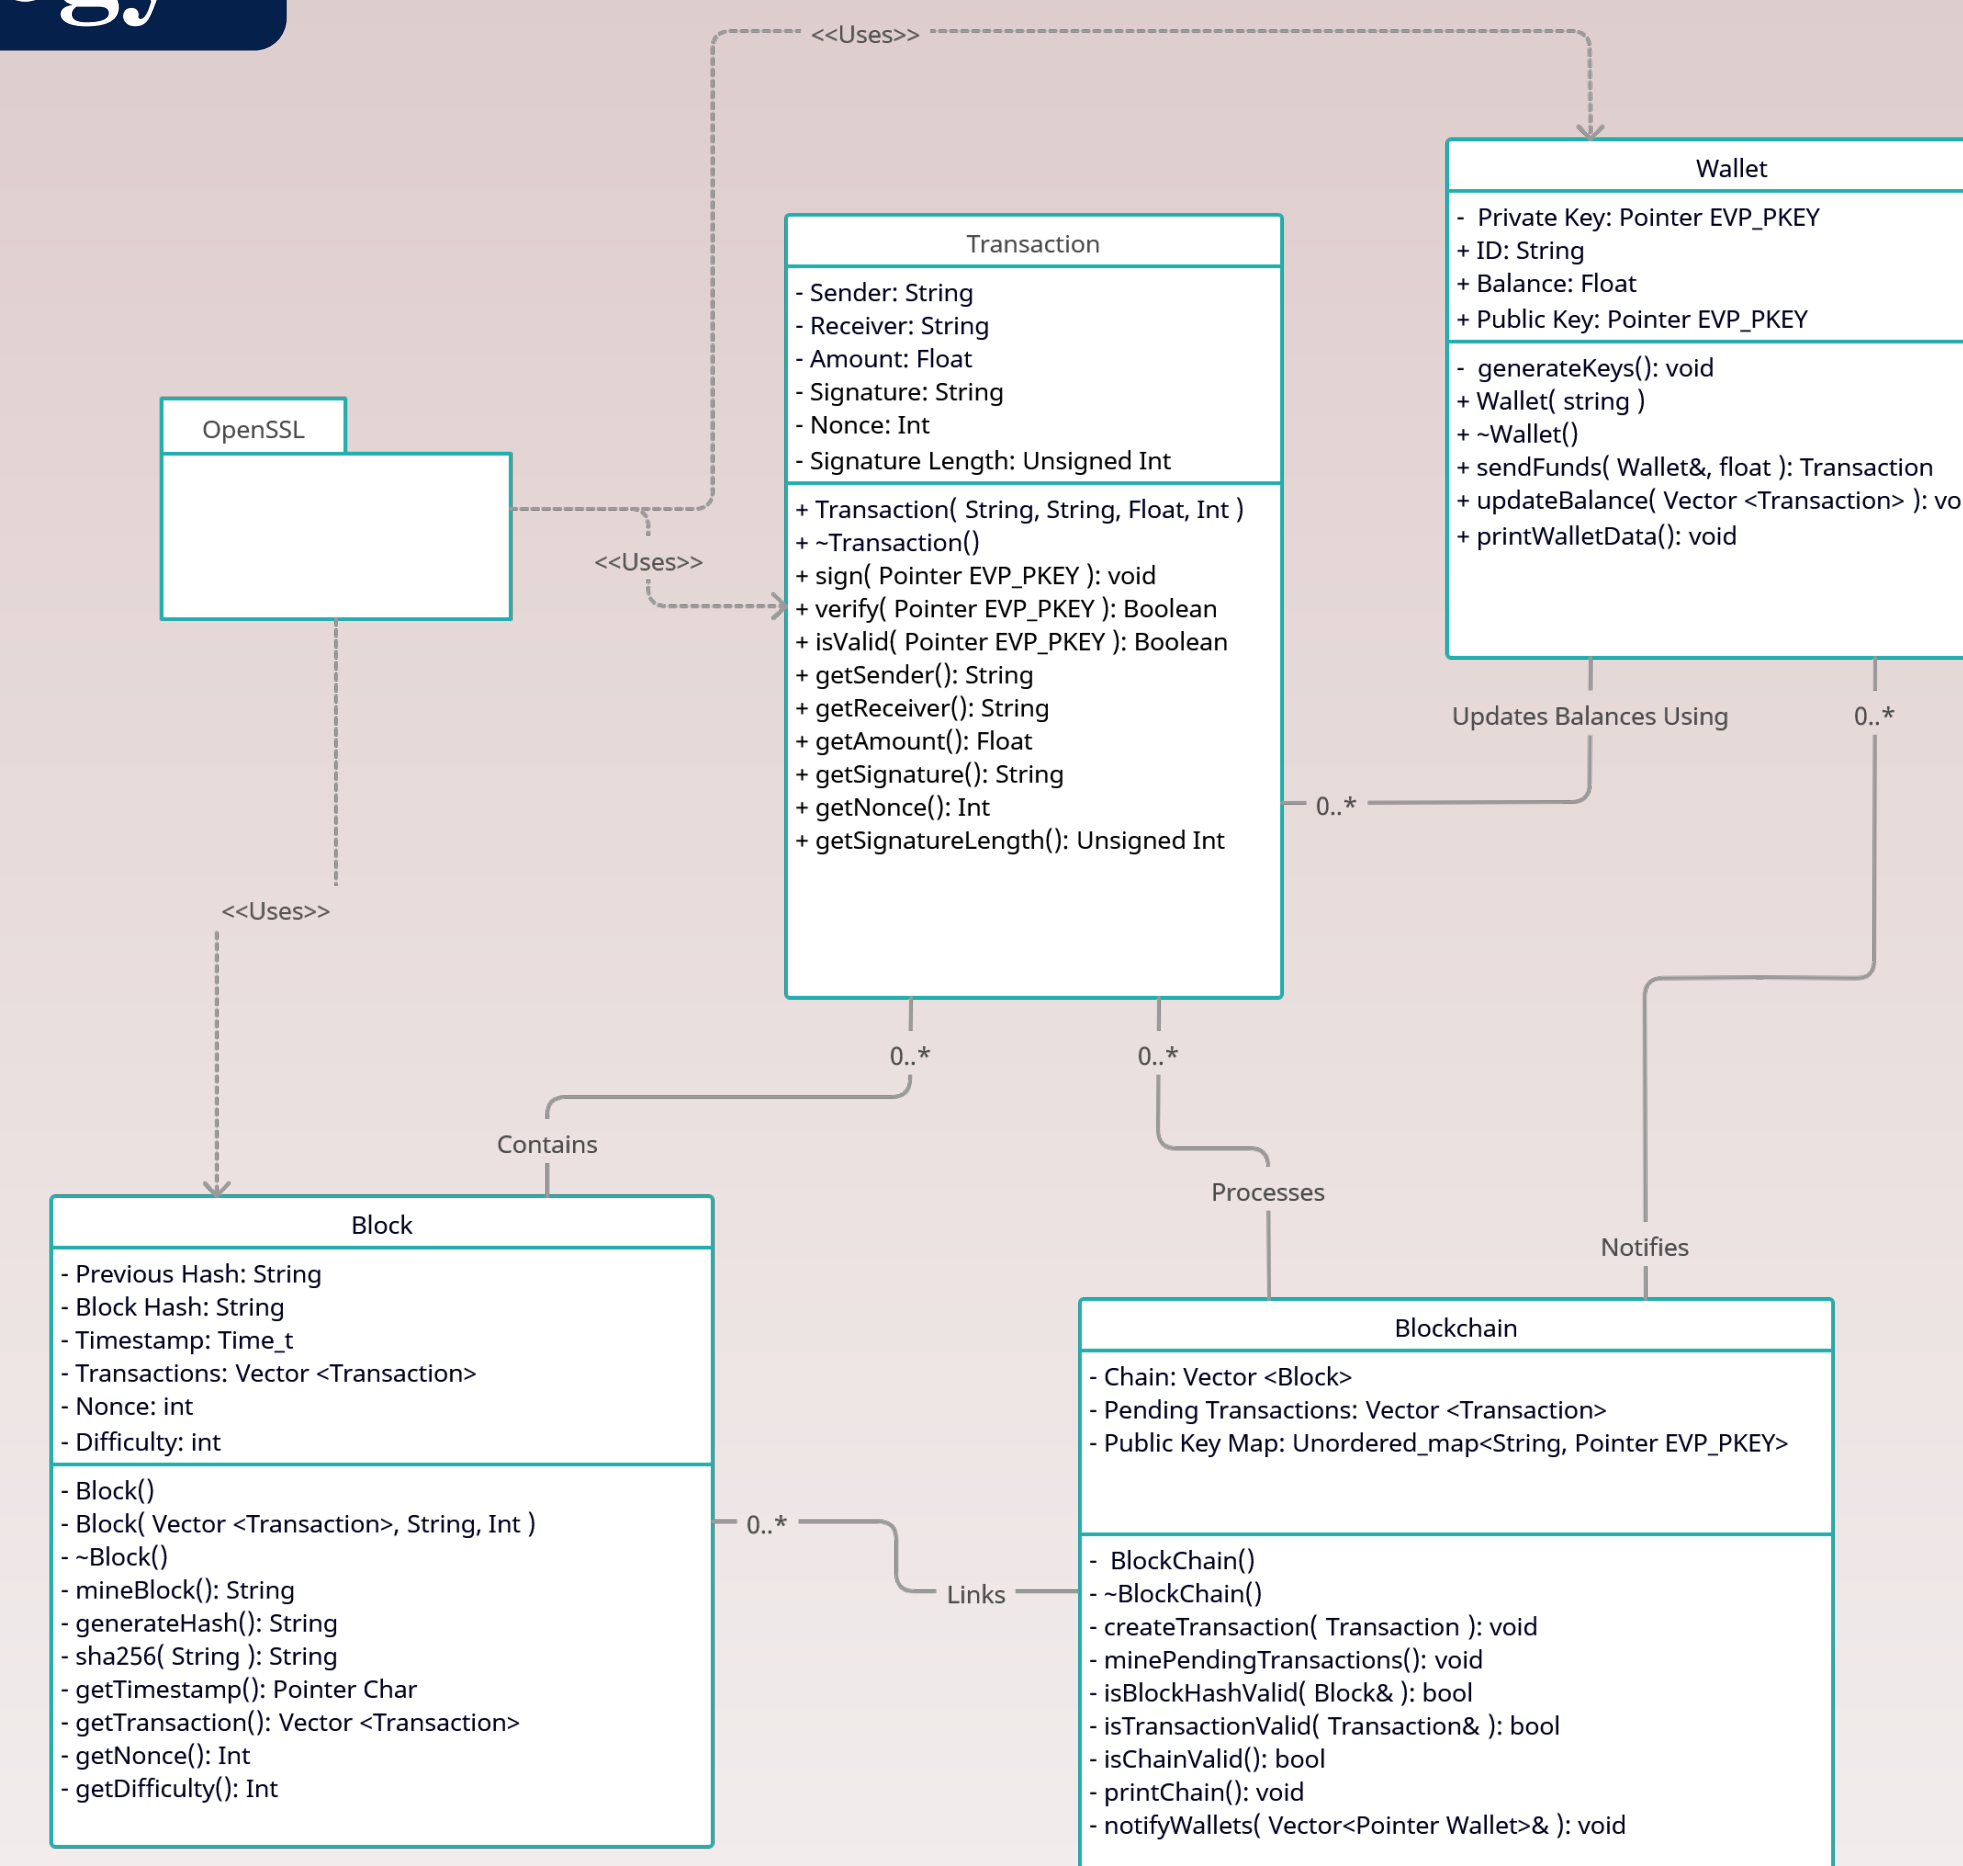 <<Uses>>
Wallet
-  Private Key: Pointer EVP_PKEY
+ ID: String
+ Balance: Float
+ Public Key: Pointer EVP_PKEY
-  generateKeys(): void
+ Wallet( string )
+ ~Wallet()
+ sendFunds( Wallet&, float ): Transaction
+ updateBalance( Vector <Transaction> ):
+ printWalletData(): void
Transaction
- Sender: String
- Receiver: String
- Amount: Float
- Signature: String
- Nonce: Int
- Signature Length: Unsigned Int
+ Transaction( String, String, Float, Int )
+ ~Transaction()
+ sign( Pointer EVP_PKEY ): void
+ verify( Pointer EVP_PKEY ): Boolean
+ isValid( Pointer EVP_PKEY ): Boolean
+ getSender(): String
+ getReceiver(): String
+ getAmount(): Float
+ getSignature(): String
+ getNonce(): Int
+ getSignatureLength(): Unsigned Int
OpenSSL
<<Uses>>
<<Uses>>
Updates Balances Using
0..*
0..*
0..*
0..*
Contains
Processes
Notifies
Block
- Previous Hash: String
- Block Hash: String
- Timestamp: Time_t
- Transactions: Vector <Transaction>
- Nonce: int
- Difficulty: int
- Block()
- Block( Vector <Transaction>, String, Int )
- ~Block()
- mineBlock(): String
- generateHash(): String
- sha256( String ): String
- getTimestamp(): Pointer Char
- getTransaction(): Vector <Transaction>
- getNonce(): Int
- getDifficulty(): Int
0..*
Links
Blockchain
- Chain: Vector <Block>
- Pending Transactions: Vector <Transaction>
- Public Key Map: Unordered_map<String, Pointer EVP_PKEY>
-  BlockChain()
- ~BlockChain()
- createTransaction( Transaction ): void
- minePendingTransactions(): void
- isBlockHashValid( Block& ): bool
- isTransactionValid( Transaction& ): bool
- isChainValid(): bool
- printChain(): void
- notifyWallets( Vector<Pointer Wallet>& ): void